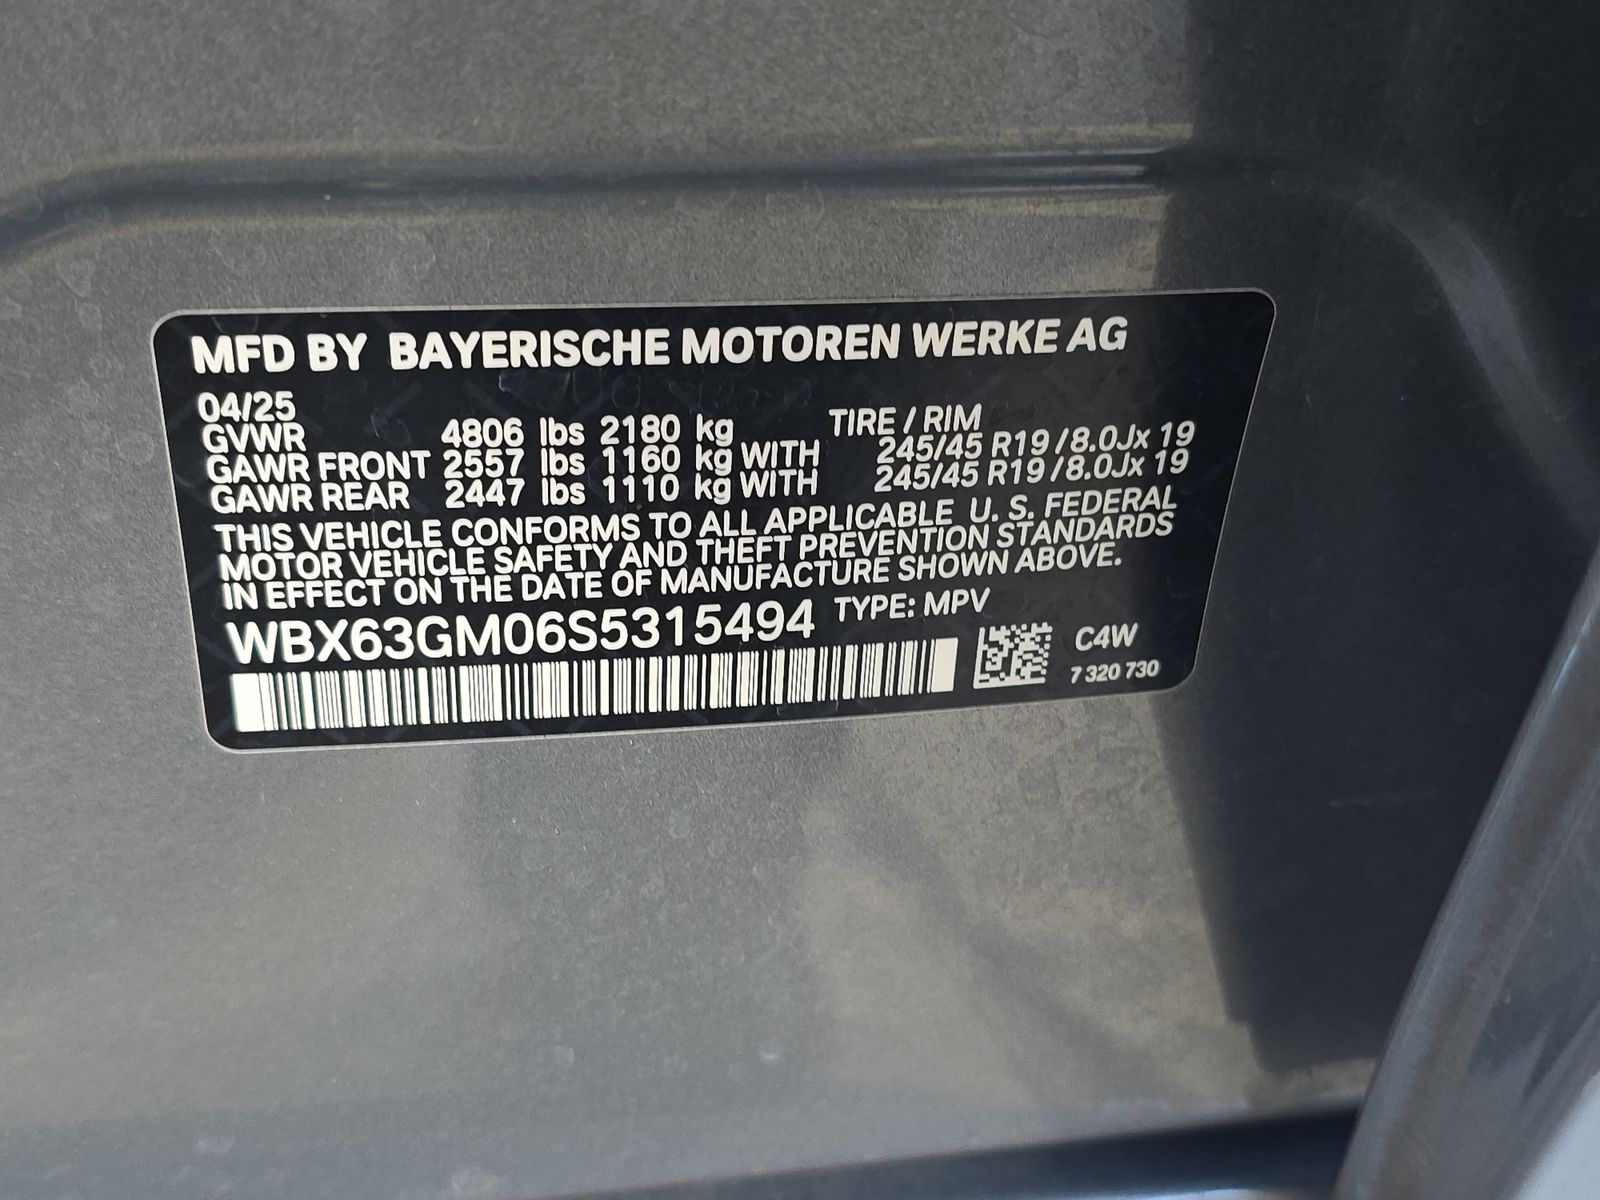 MFD BY BAYERISCHE MOTOREN WERKE AG
04/25
GVWR 4806 lbs 2180 kg TIRE / RIM
GAWR FRONT 2557 lbs 1160 kg WITH 245/45 R19 /8.0Jx 19
GAWR REAR 2447 lbs 1110 kg WITH 245/45 R19 /8.0Jx 19
THIS VEHICLE CONFORMS TO ALL APPLICABLE U. S. FEDERAL
MOTOR VEHICLE SAFETY AND THEFT PREVENTION STANDARDS
IN EFFECT ON THE DATE OF MANUFACTURE SHOWN ABOVE.
WBX63GM06S5315494 TYPE: MPV
C4W
7 320 730